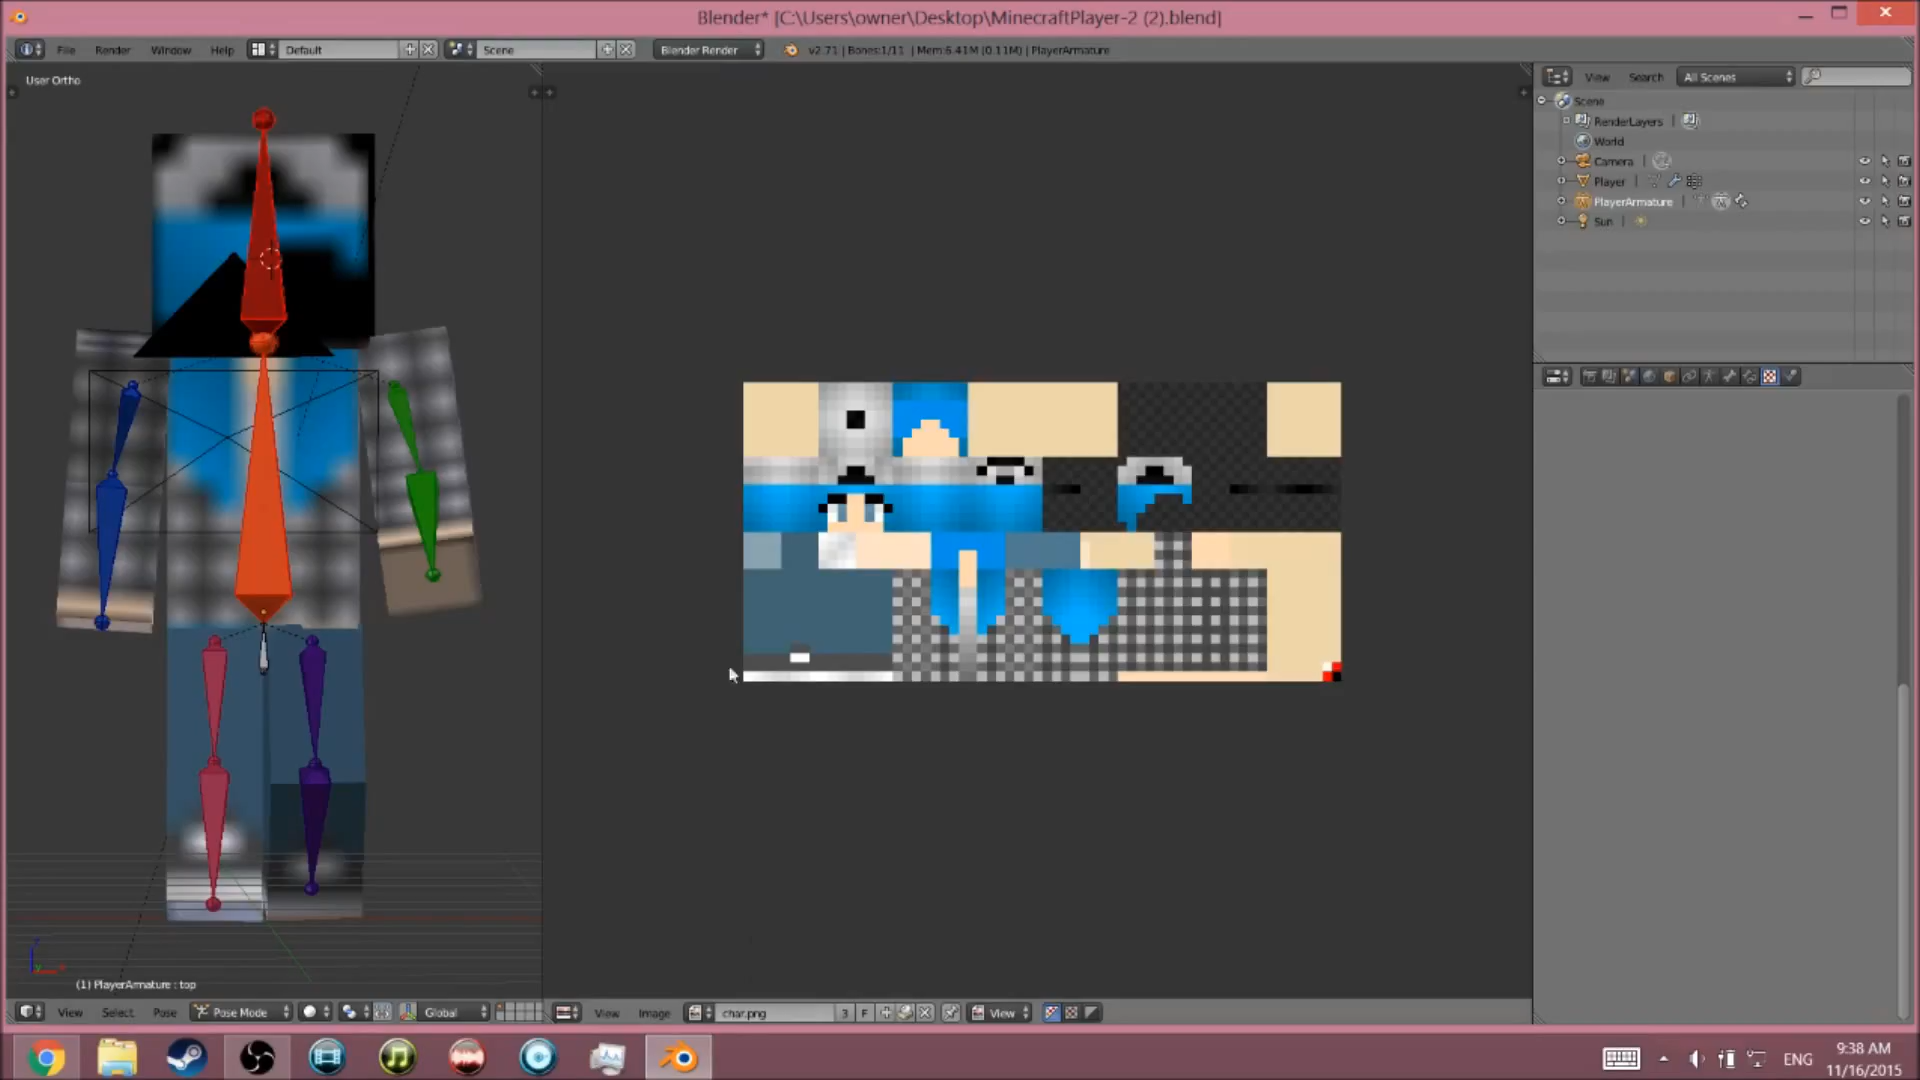 Blender* [C:\Users\owner\Desktop\MinecraftPlayer-2 (2).blend]
File Render Window Help Default Scene Blender Render v2.71 | Bones:1/11 | Mem:6.41M (0.11M) | PlayerArmature
User Ortho
View Search All Scenes
Scene
RenderLayers
World
Camera
Player
PlayerArmature
Sun
(1) PlayerArmature : top
View Select Pose Pose Mode Global View Image char.png 3 F View
ENG
9:38 AM
11/16/2015